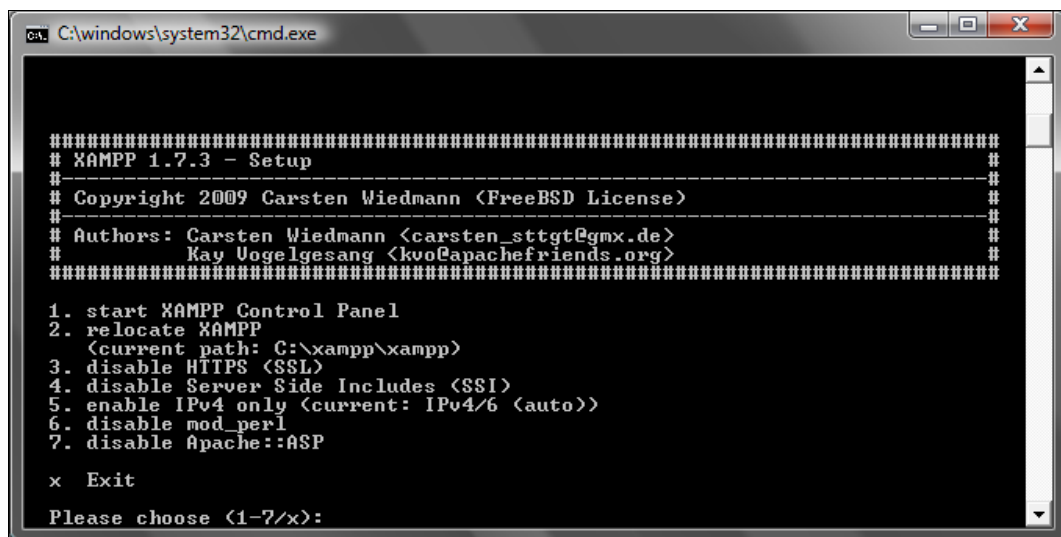 C:\windows\system32\cmd.exe
###########################################################################
# XAMPP 1.7.3 - Setup #
#-------------------------------------------------------------------------#
# Copyright 2009 Carsten Wiedmann (FreeBSD License) #
#-------------------------------------------------------------------------#
# Authors: Carsten Wiedmann <carsten_sttgt@gmx.de> #
# Kay Vogelgesang <kvo@apachefriends.org> #
###########################################################################
1. start XAMPP Control Panel
2. relocate XAMPP
(current path: C:\xampp\xampp)
3. disable HTTPS (SSL)
4. disable Server Side Includes (SSI)
5. enable IPv4 only (current: IPv4/6 (auto))
6. disable mod_perl
7. disable Apache::ASP
x Exit
Please choose (1-7/x):